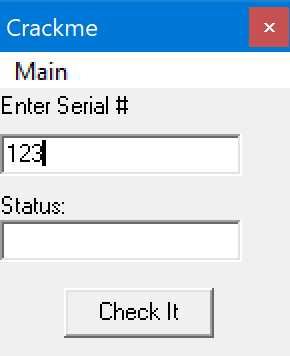 Crackme
Main
Enter Serial #
123
Status:
Check It